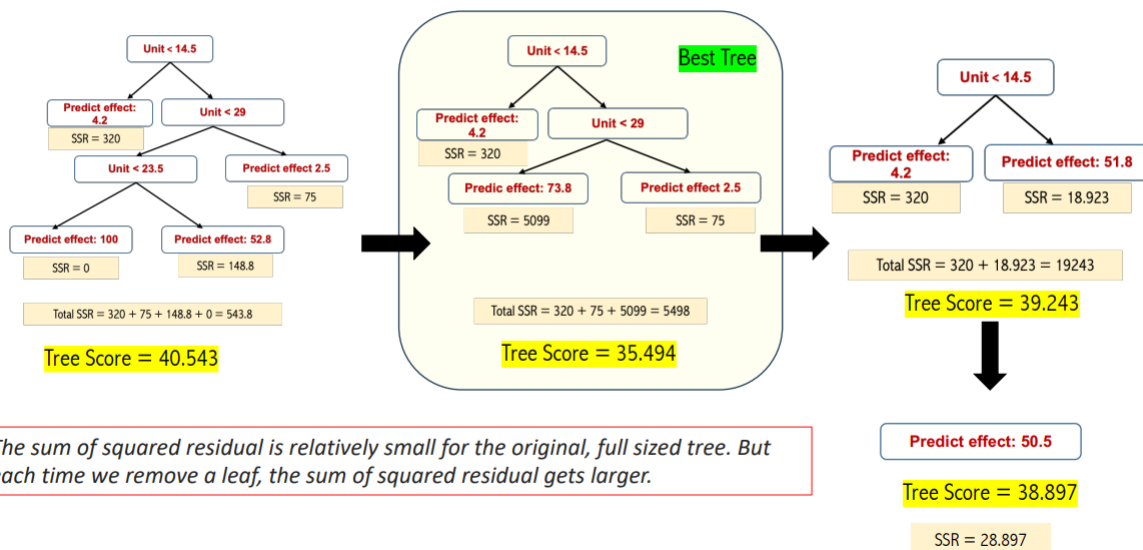 Unit < 14.5
Predict effect:
4.2
SSR = 320
Unit < 29
Unit < 23.5
Predict effect 2.5
SSR = 75
Predict effect: 100
SSR = 0
Predict effect: 52.8
SSR = 148.8
Total SSR = 320 + 75 + 148.8 + 0 = 543.8
Tree Score = 40.543
Best Tree
Unit < 14.5
Predict effect:
4.2
SSR = 320
Unit < 29
Predic effect: 73.8
SSR = 5099
Predict effect 2.5
SSR = 75
Total SSR = 320 + 75 + 5099 = 5498
Tree Score = 35.494
Unit < 14.5
Predict effect:
4.2
SSR = 320
Predict effect: 51.8
SSR = 18.923
Total SSR = 320 + 18.923 = 19243
Tree Score = 39.243
Predict effect: 50.5
Tree Score = 38.897
SSR = 28.897
The sum of squared residual is relatively small for the original, full sized tree. But
each time we remove a leaf, the sum of squared residual gets larger.